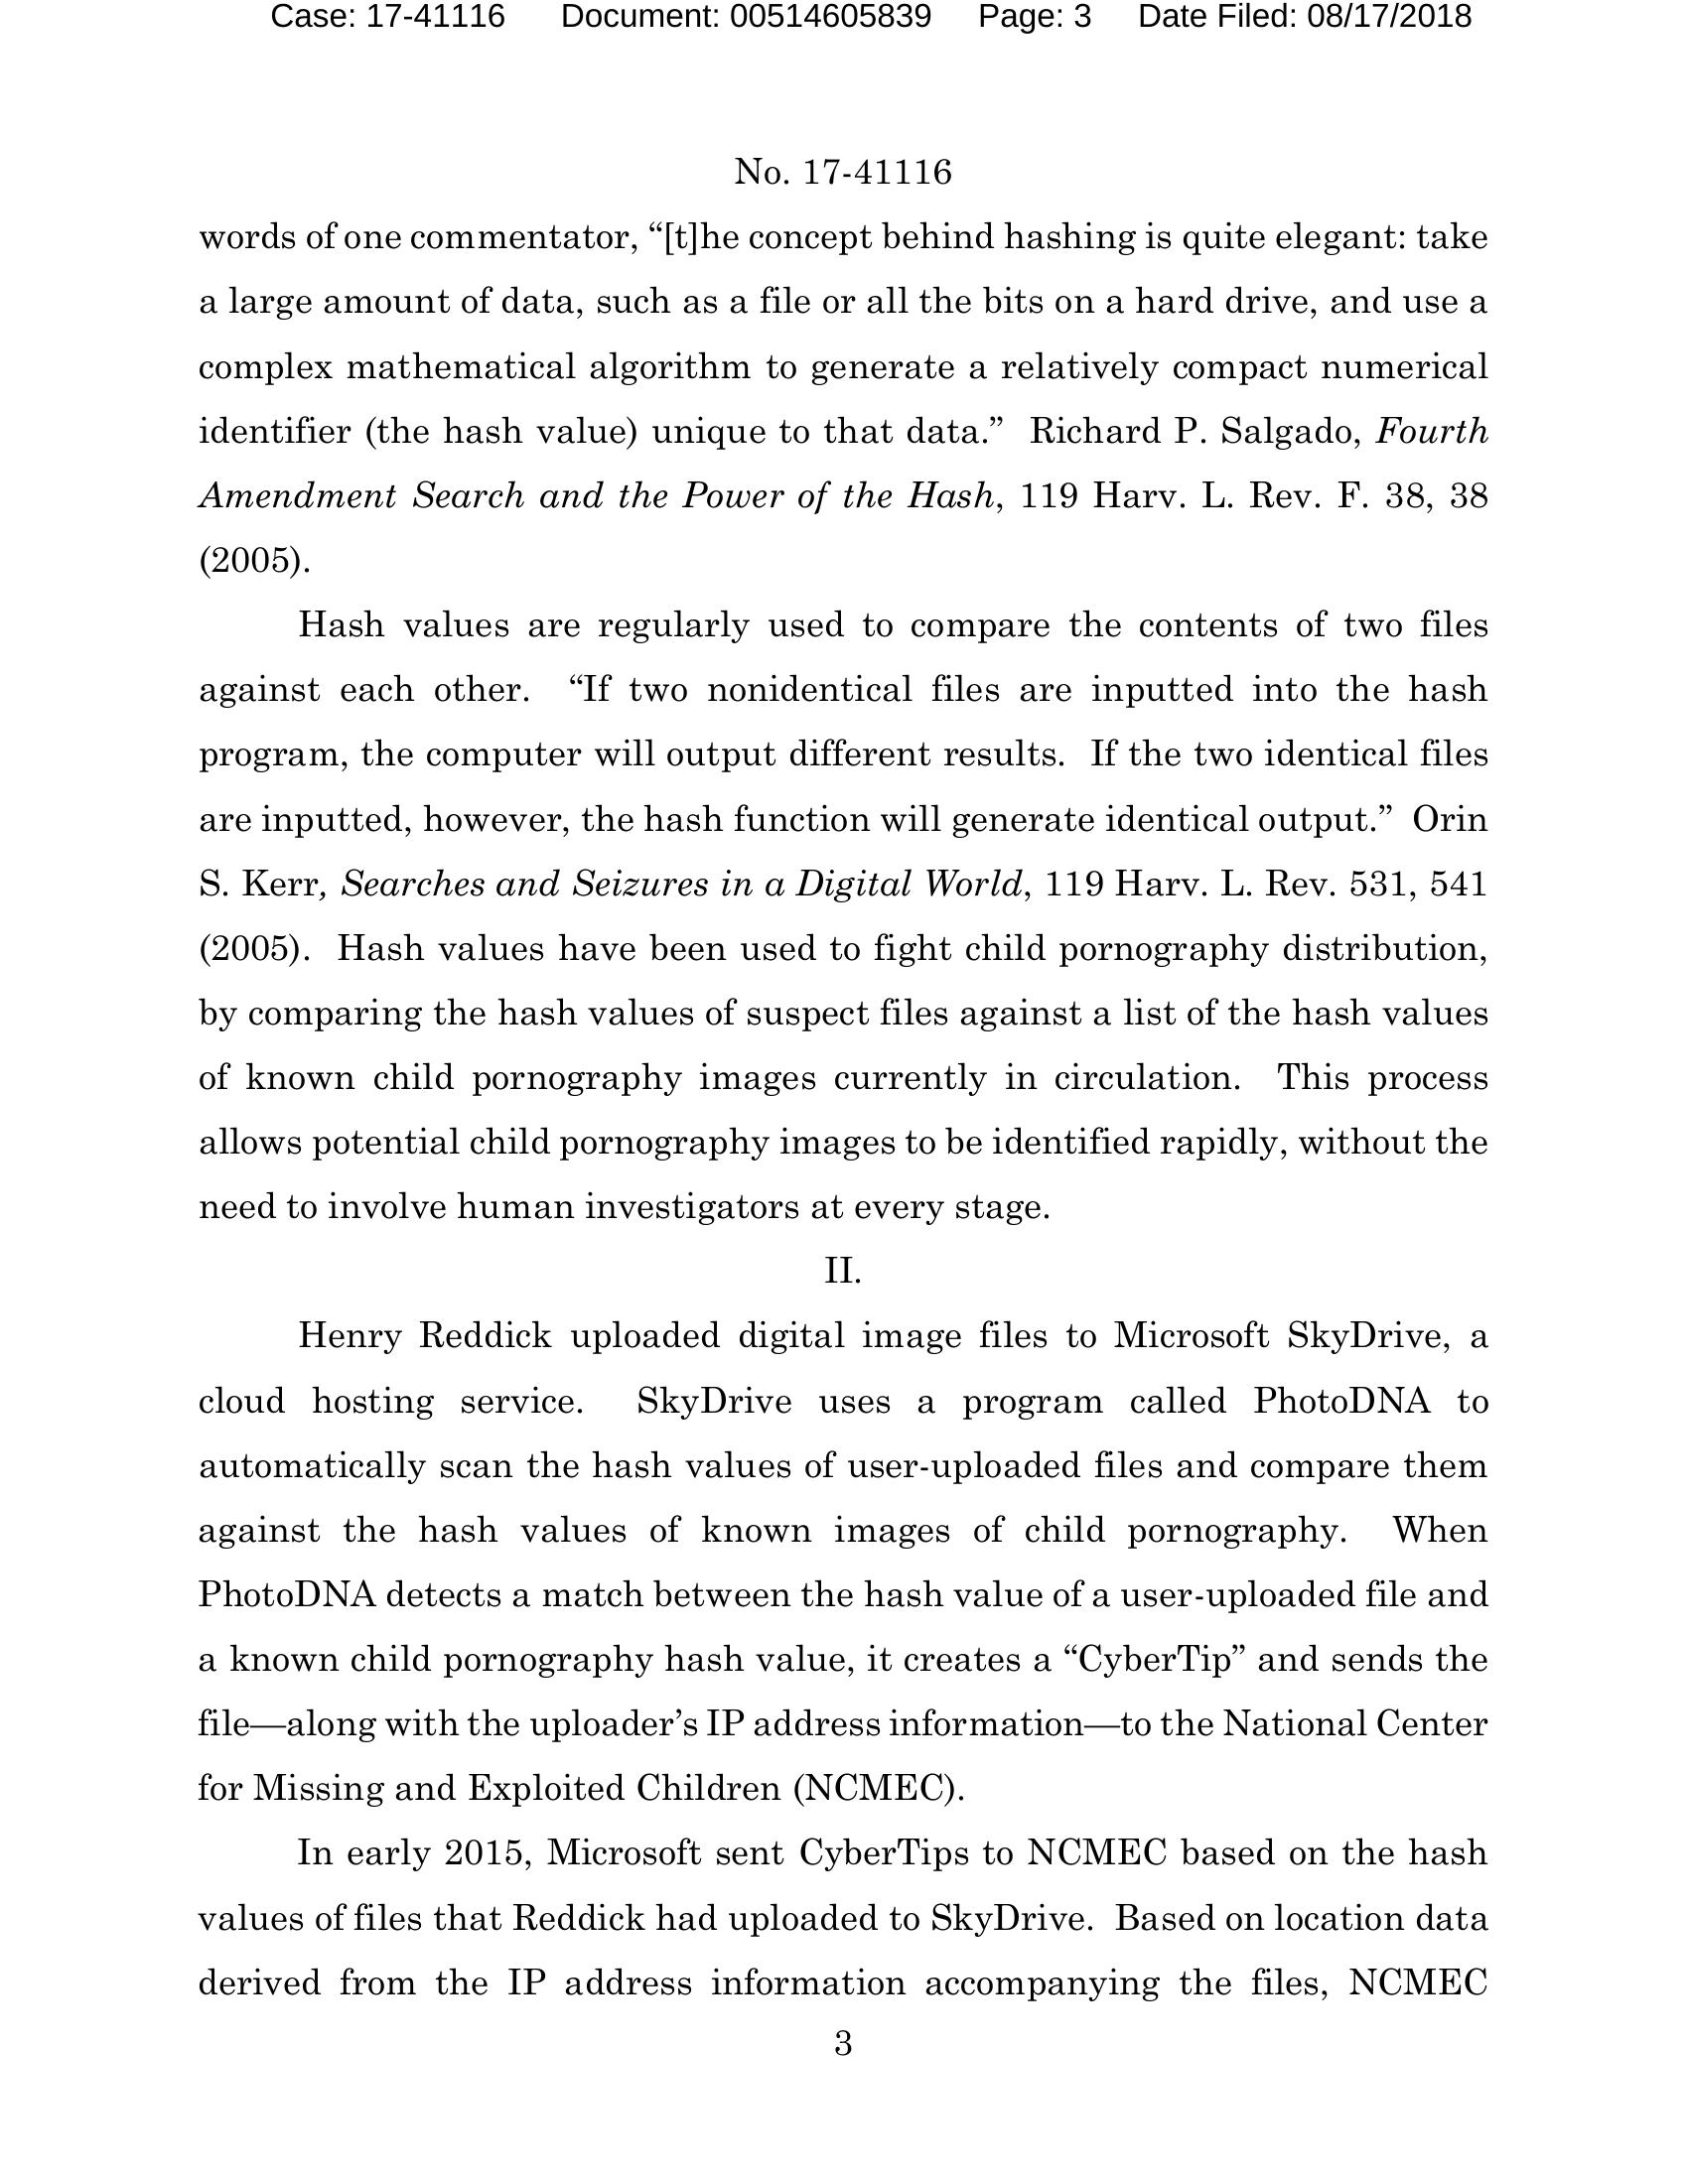 Case: 17-41116 Document: 00514605839 Page: 3 Date Filed: 08/17/2018
No. 17-41116
words of one commentator, “[t]he concept behind hashing is quite elegant: take
a large amount of data, such as a file or all the bits on a hard drive, and use a
complex mathematical algorithm to generate a relatively compact numerical
identifier (the hash value) unique to that data.” Richard P. Salgado, Fourth
Amendment Search and the Power of the Hash, 119 Harv. L. Rev. F. 38, 38
(2005).
Hash values are regularly used to compare the contents of two files
against each other. “If two nonidentical files are inputted into the hash
program, the computer will output different results. If the two identical files
are inputted, however, the hash function will generate identical output.” Orin
S. Kerr, Searches and Seizures in a Digital World, 119 Harv. L. Rev. 531, 541
(2005). Hash values have been used to fight child pornography distribution,
by comparing the hash values of suspect files against a list of the hash values
of known child pornography images currently in circulation. This process
allows potential child pornography images to be identified rapidly, without the
need to involve human investigators at every stage.
II.
Henry Reddick uploaded digital image files to Microsoft SkyDrive, a
cloud hosting service. SkyDrive uses a program called PhotoDNA to
automatically scan the hash values of user-uploaded files and compare them
against the hash values of known images of child pornography. When
PhotoDNA detects a match between the hash value of a user-uploaded file and
a known child pornography hash value, it creates a “CyberTip” and sends the
file—along with the uploader’s IP address information—to the National Center
for Missing and Exploited Children (NCMEC).
In early 2015, Microsoft sent CyberTips to NCMEC based on the hash
values of files that Reddick had uploaded to SkyDrive. Based on location data
derived from the IP address information accompanying the files, NCMEC
3